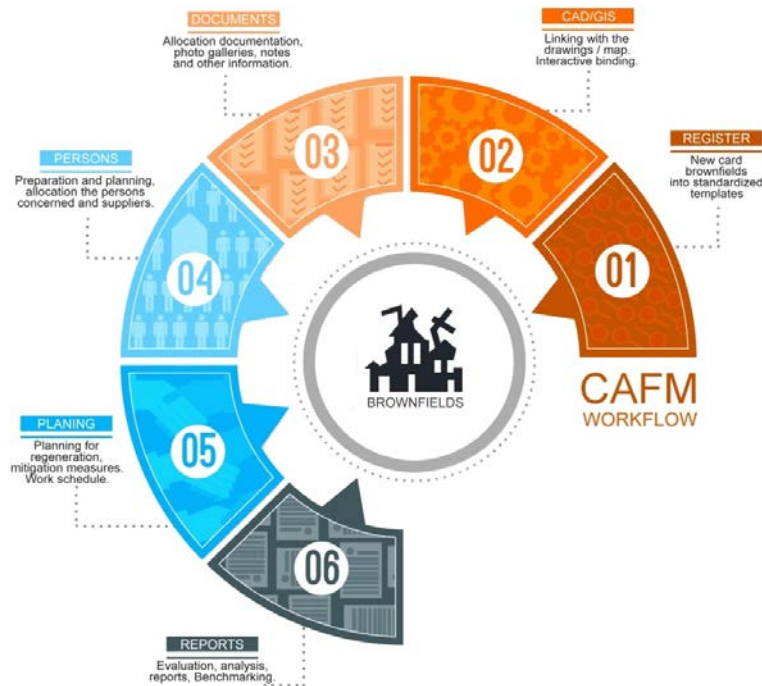 DOCUMENTS
Allocation documentation,
photo galleries, notes
and other information.
CAD/GIS
Linking with the
drawings / map.
Interactive binding.
REGISTER
New card
brownfields
into standardized
templates
PERSONS
Preparation and planning,
allocation the persons
concerned and suppliers.
03
02
04
01
BROWNFIELDS
CAFM
WORKFLOW
PLANING
Planning for
regeneration,
mitigation measures.
Work schedule.
05
06
REPORTS
Evaluation, analysis,
reports, Benchmarking.